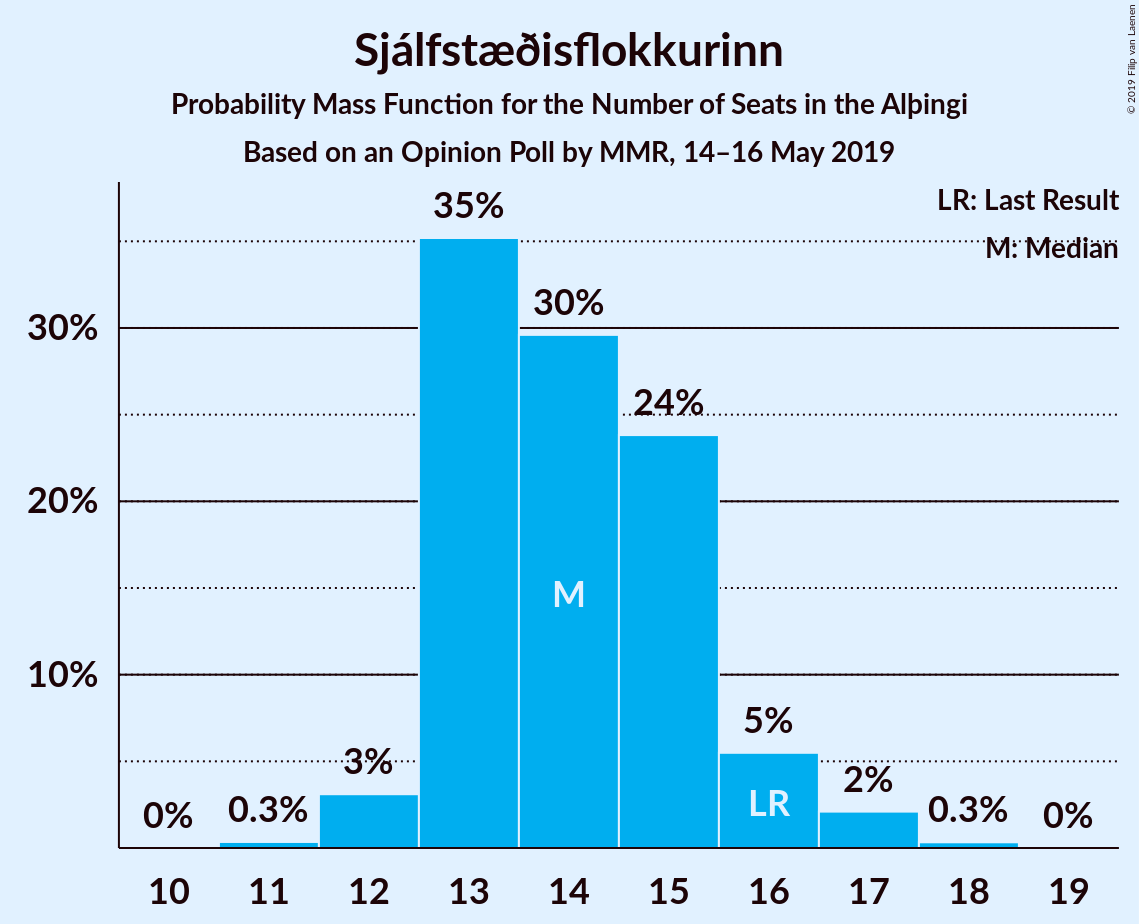 Sjálfstæðisflokkurinn
Probability Mass Function for the Number of Seats in the Alþingi
Based on an Opinion Poll by MMR, 14–16 May 2019
© 2019 Filip van Laenen
LR: Last Result
M: Median
30%
20%
10%
0%
0.3%
3%
35%
30%
24%
5%
2%
0.3%
0%
M
LR
10 11 12 13 14 15 16 17 18 19